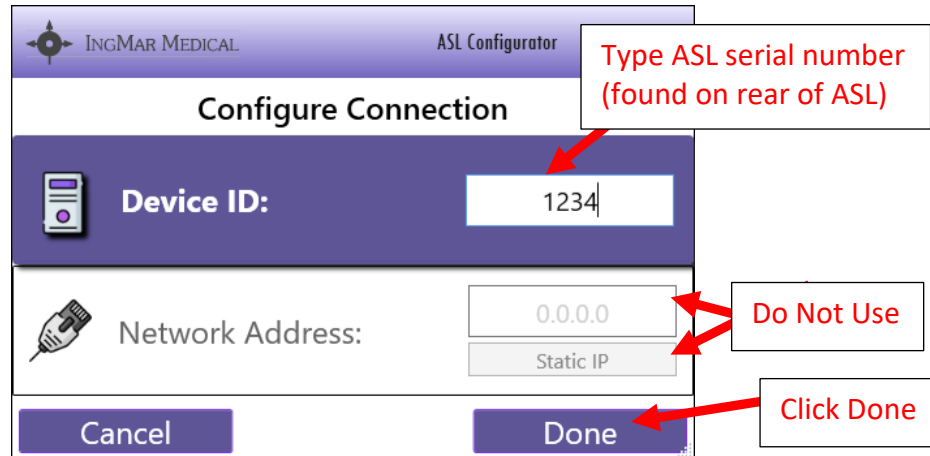 INGMAR MEDICAL
ASL Configurator
Type ASL serial number
(found on rear of ASL)
Configure Connection
Device ID:
1234
Network Address:
0.0.0.0
Static IP
Do Not Use
Cancel
Done
Click Done